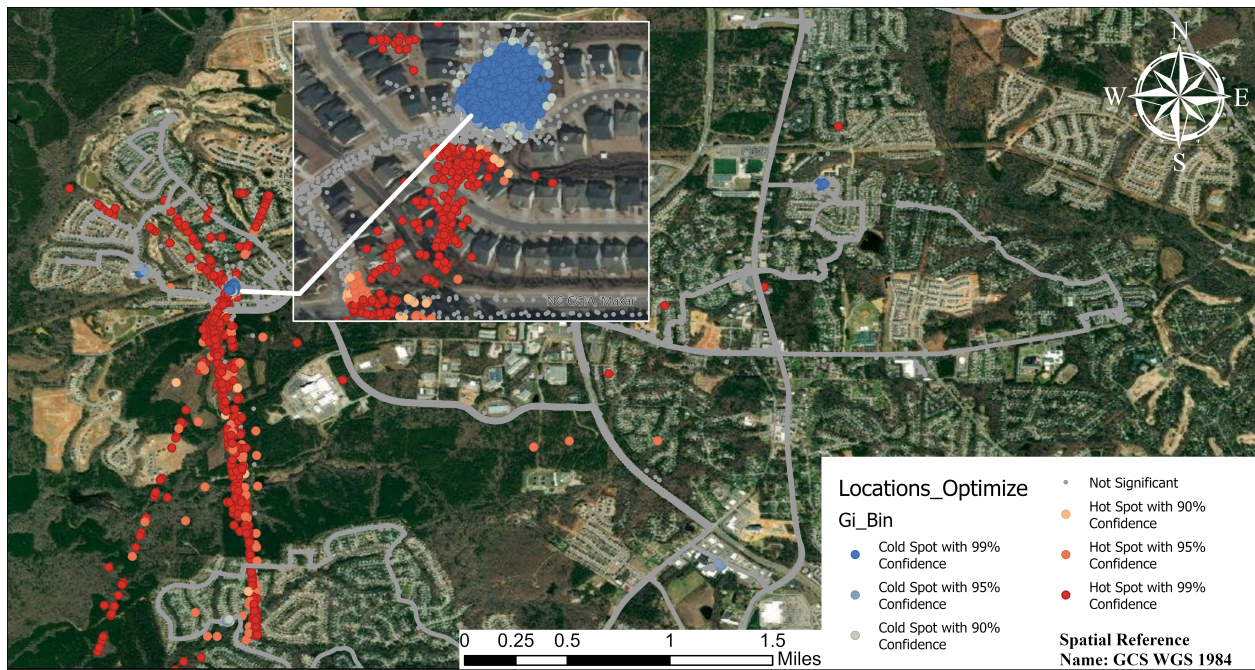 N
W E
S
NC CGIA, Maxar
Locations_Optimize
Gi_Bin
Cold Spot with 99%
Confidence
Cold Spot with 95%
Confidence
Cold Spot with 90%
Confidence
Not Significant
Hot Spot with 90%
Confidence
Hot Spot with 95%
Confidence
Hot Spot with 99%
Confidence
Spatial Reference
Name: GCS WGS 1984
0 0.25 0.5 1 1.5
Miles